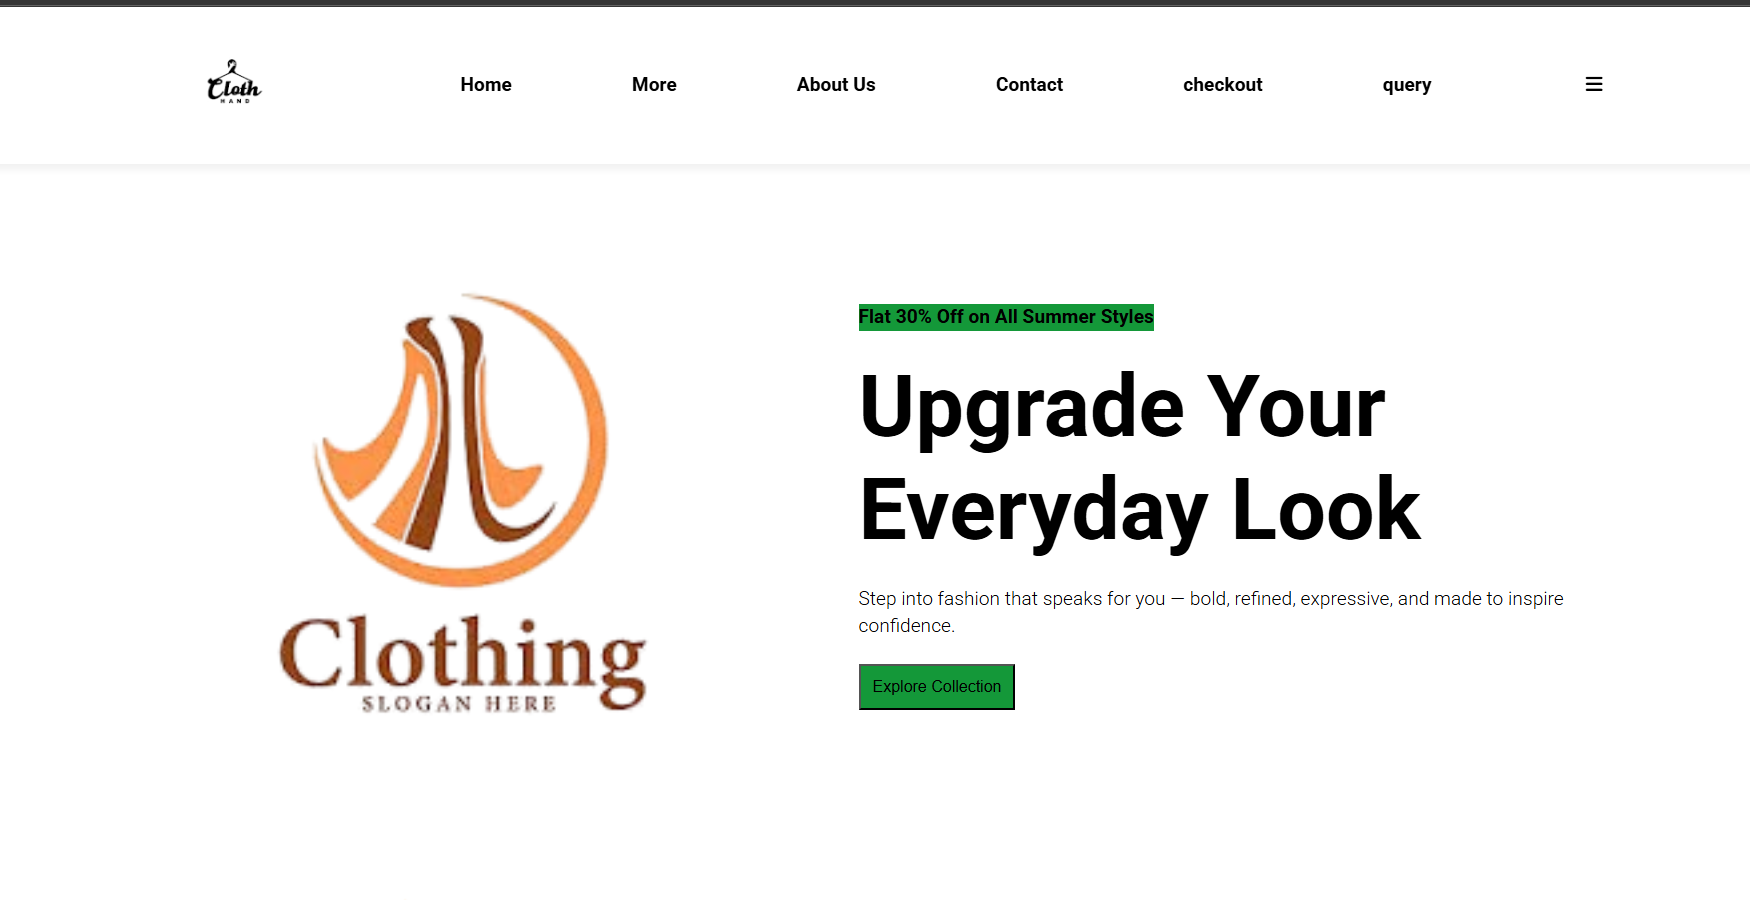 Cloth
HAND
Home
More
About Us
Contact
checkout
query
Clothing
SLOGAN HERE
Flat 30% Off on All Summer Styles
Upgrade Your
Everyday Look
Step into fashion that speaks for you — bold, refined, expressive, and made to inspire
confidence.
Explore Collection